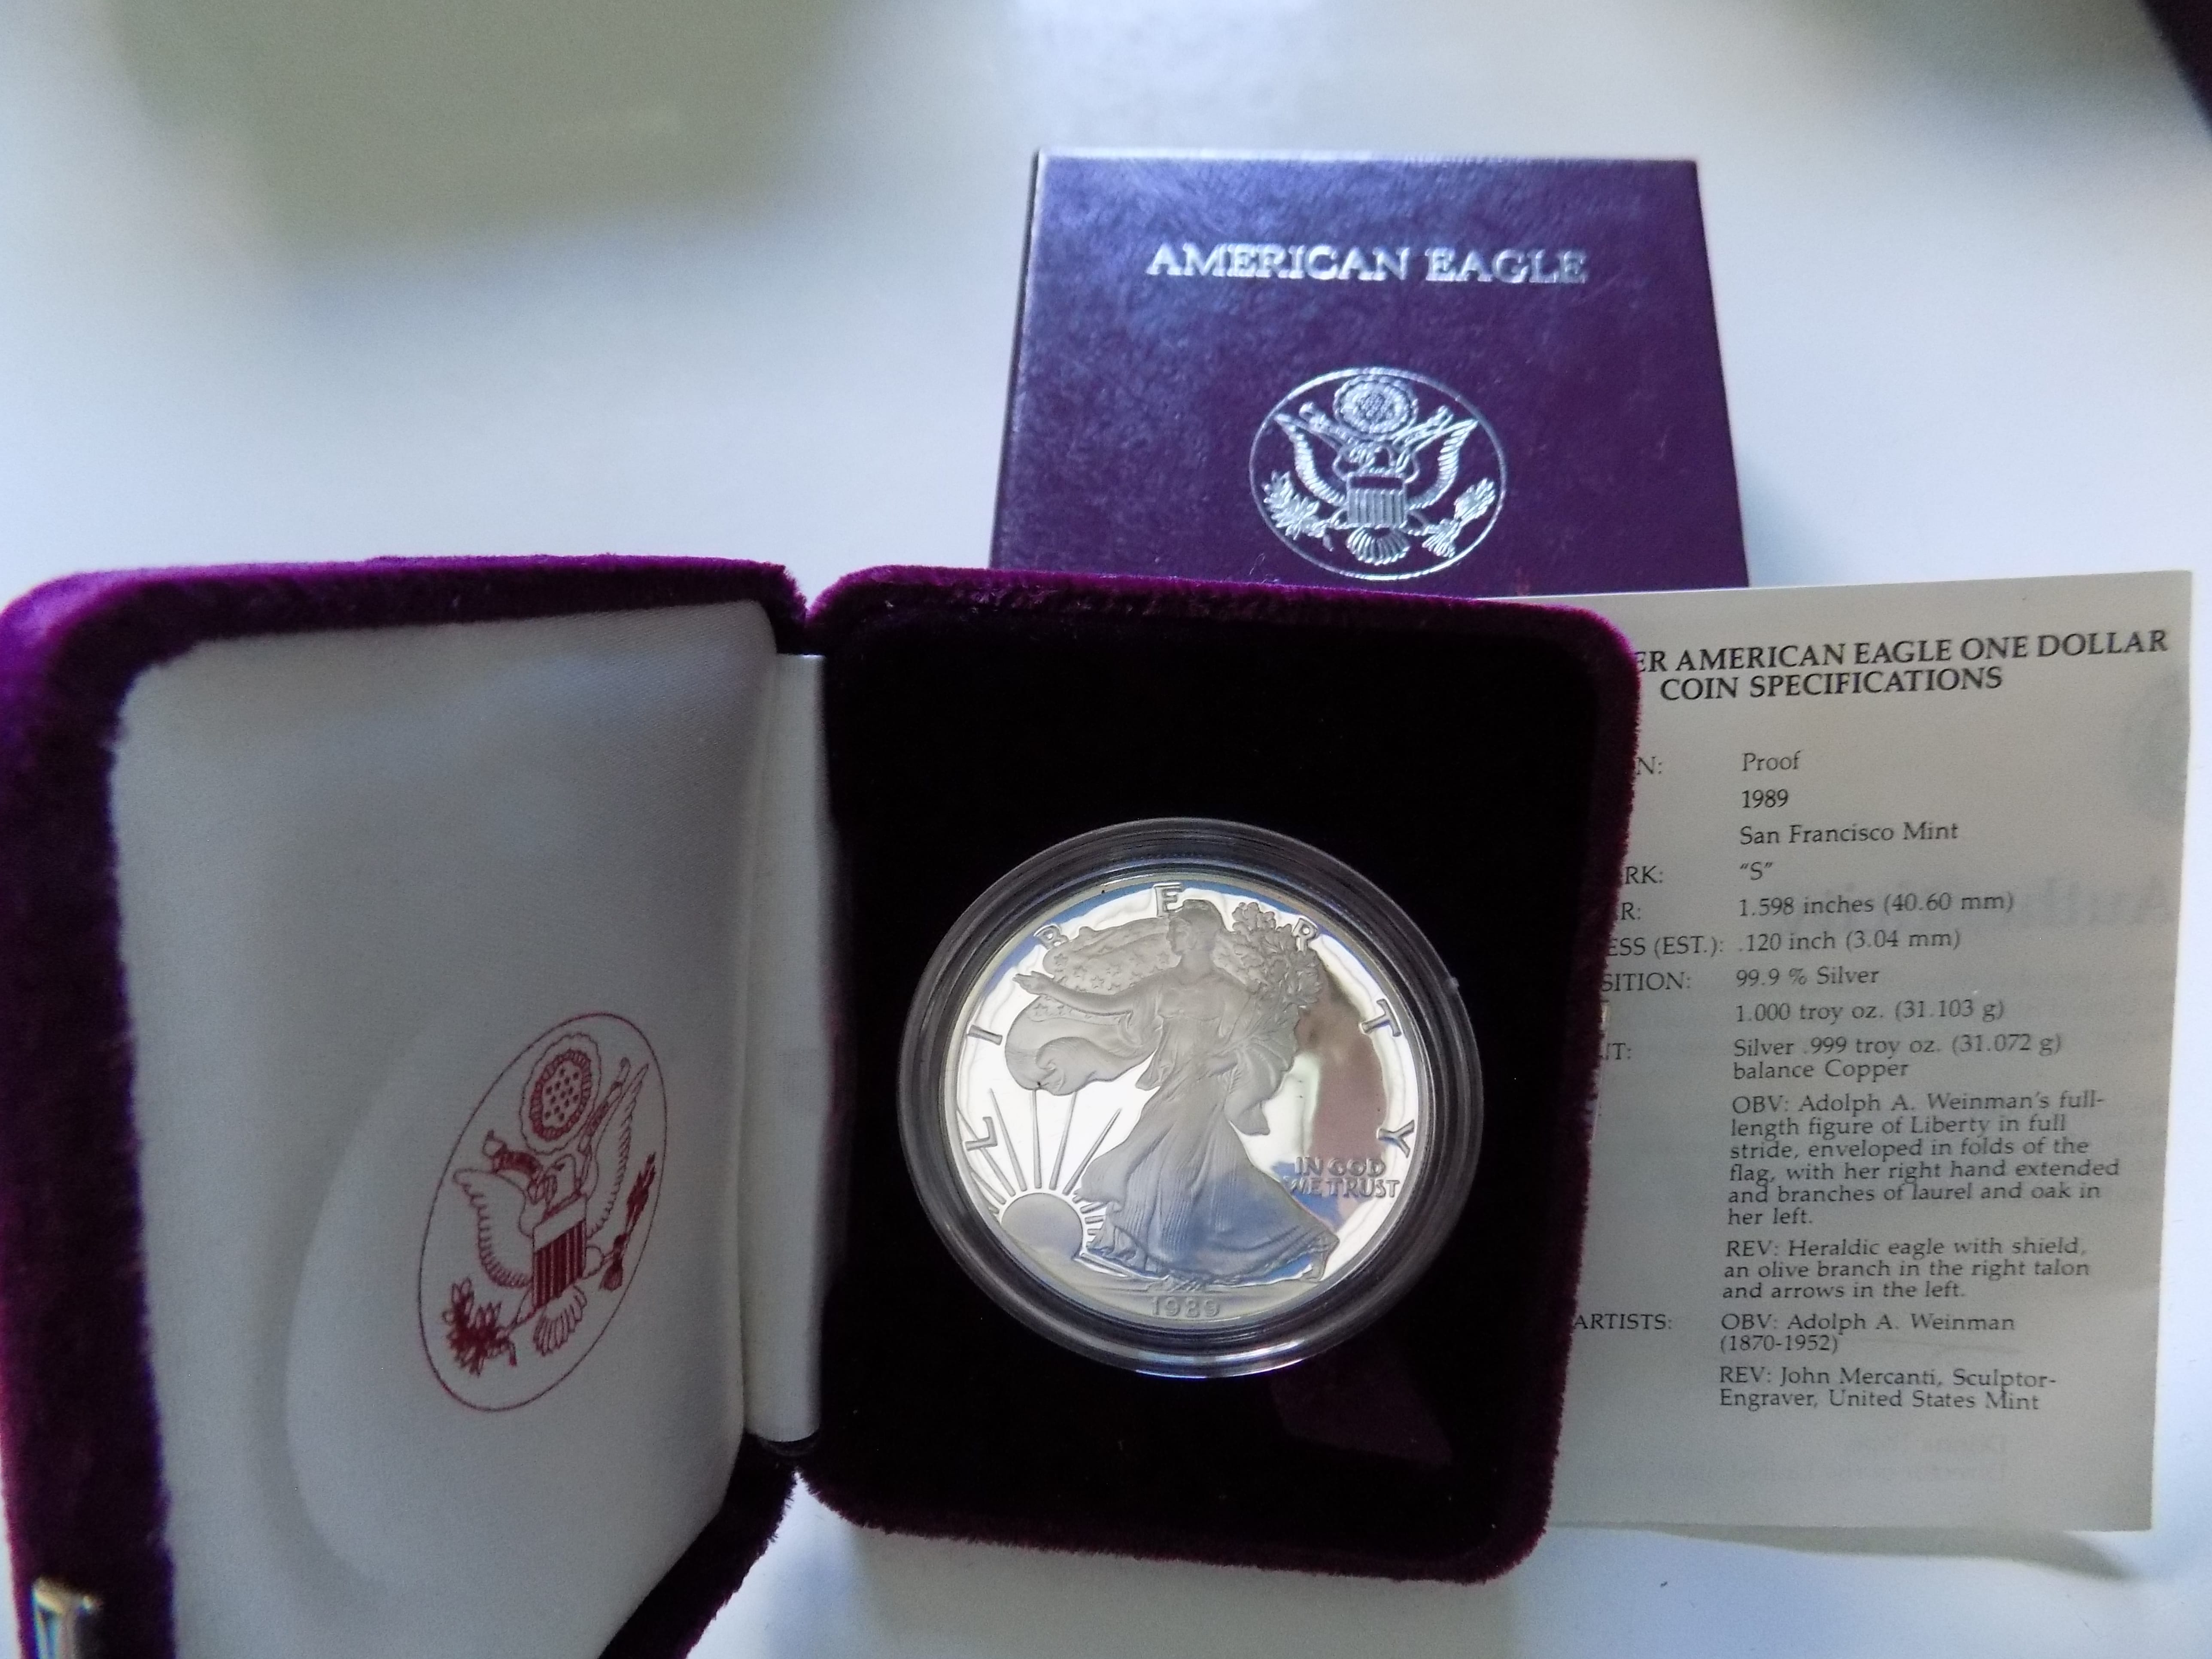 AMERICAN EAGLE
ER AMERICAN EAGLE ONE DOLLAR
COIN SPECIFICATIONS
N: Proof
1989
San Francisco Mint
RK: "S"
R: 1.598 inches (40.60 mm)
ESS (EST.): .120 inch (3.04 mm)
SITION: 99.9 % Silver
1.000 troy oz. (31.103 g)
T: Silver .999 troy oz. (31.072 g)
balance Copper
OBV: Adolph A. Weinman's full-
length figure of Liberty in full
stride, enveloped in folds of the
flag, with her right hand extended
and branches of laurel and oak in
her left.
REV: Heraldic eagle with shield,
an olive branch in the right talon
and arrows in the left.
ARTISTS: OBV: Adolph A. Weinman
(1870-1952)
REV: John Mercanti, Sculptor-
Engraver, United States Mint
LIBERTY
IN GOD
WE TRUST
1989